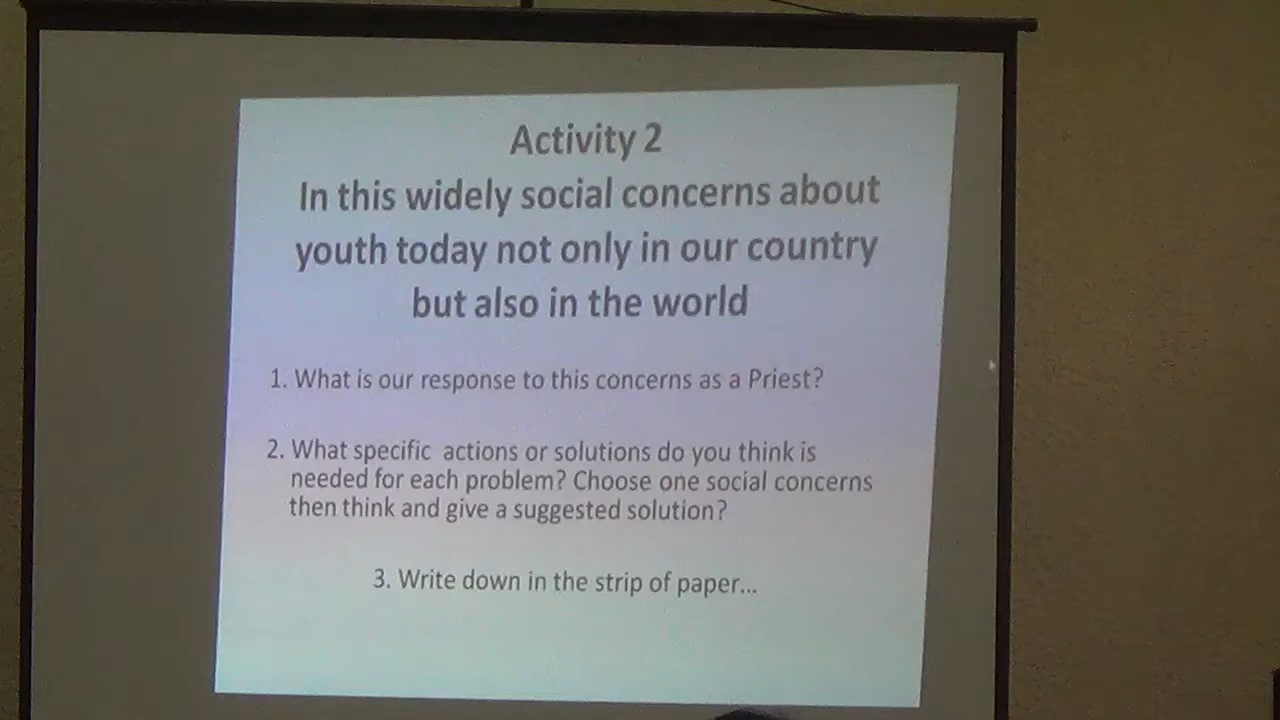 Activity 2
In this widely social concerns about
youth today not only in our country
but also in the world
1. What is our response to this concerns as a Priest?
2. What specific actions or solutions do you think is
needed for each problem? Choose one social concerns
then think and give a suggested solution?
3. Write down in the strip of paper...